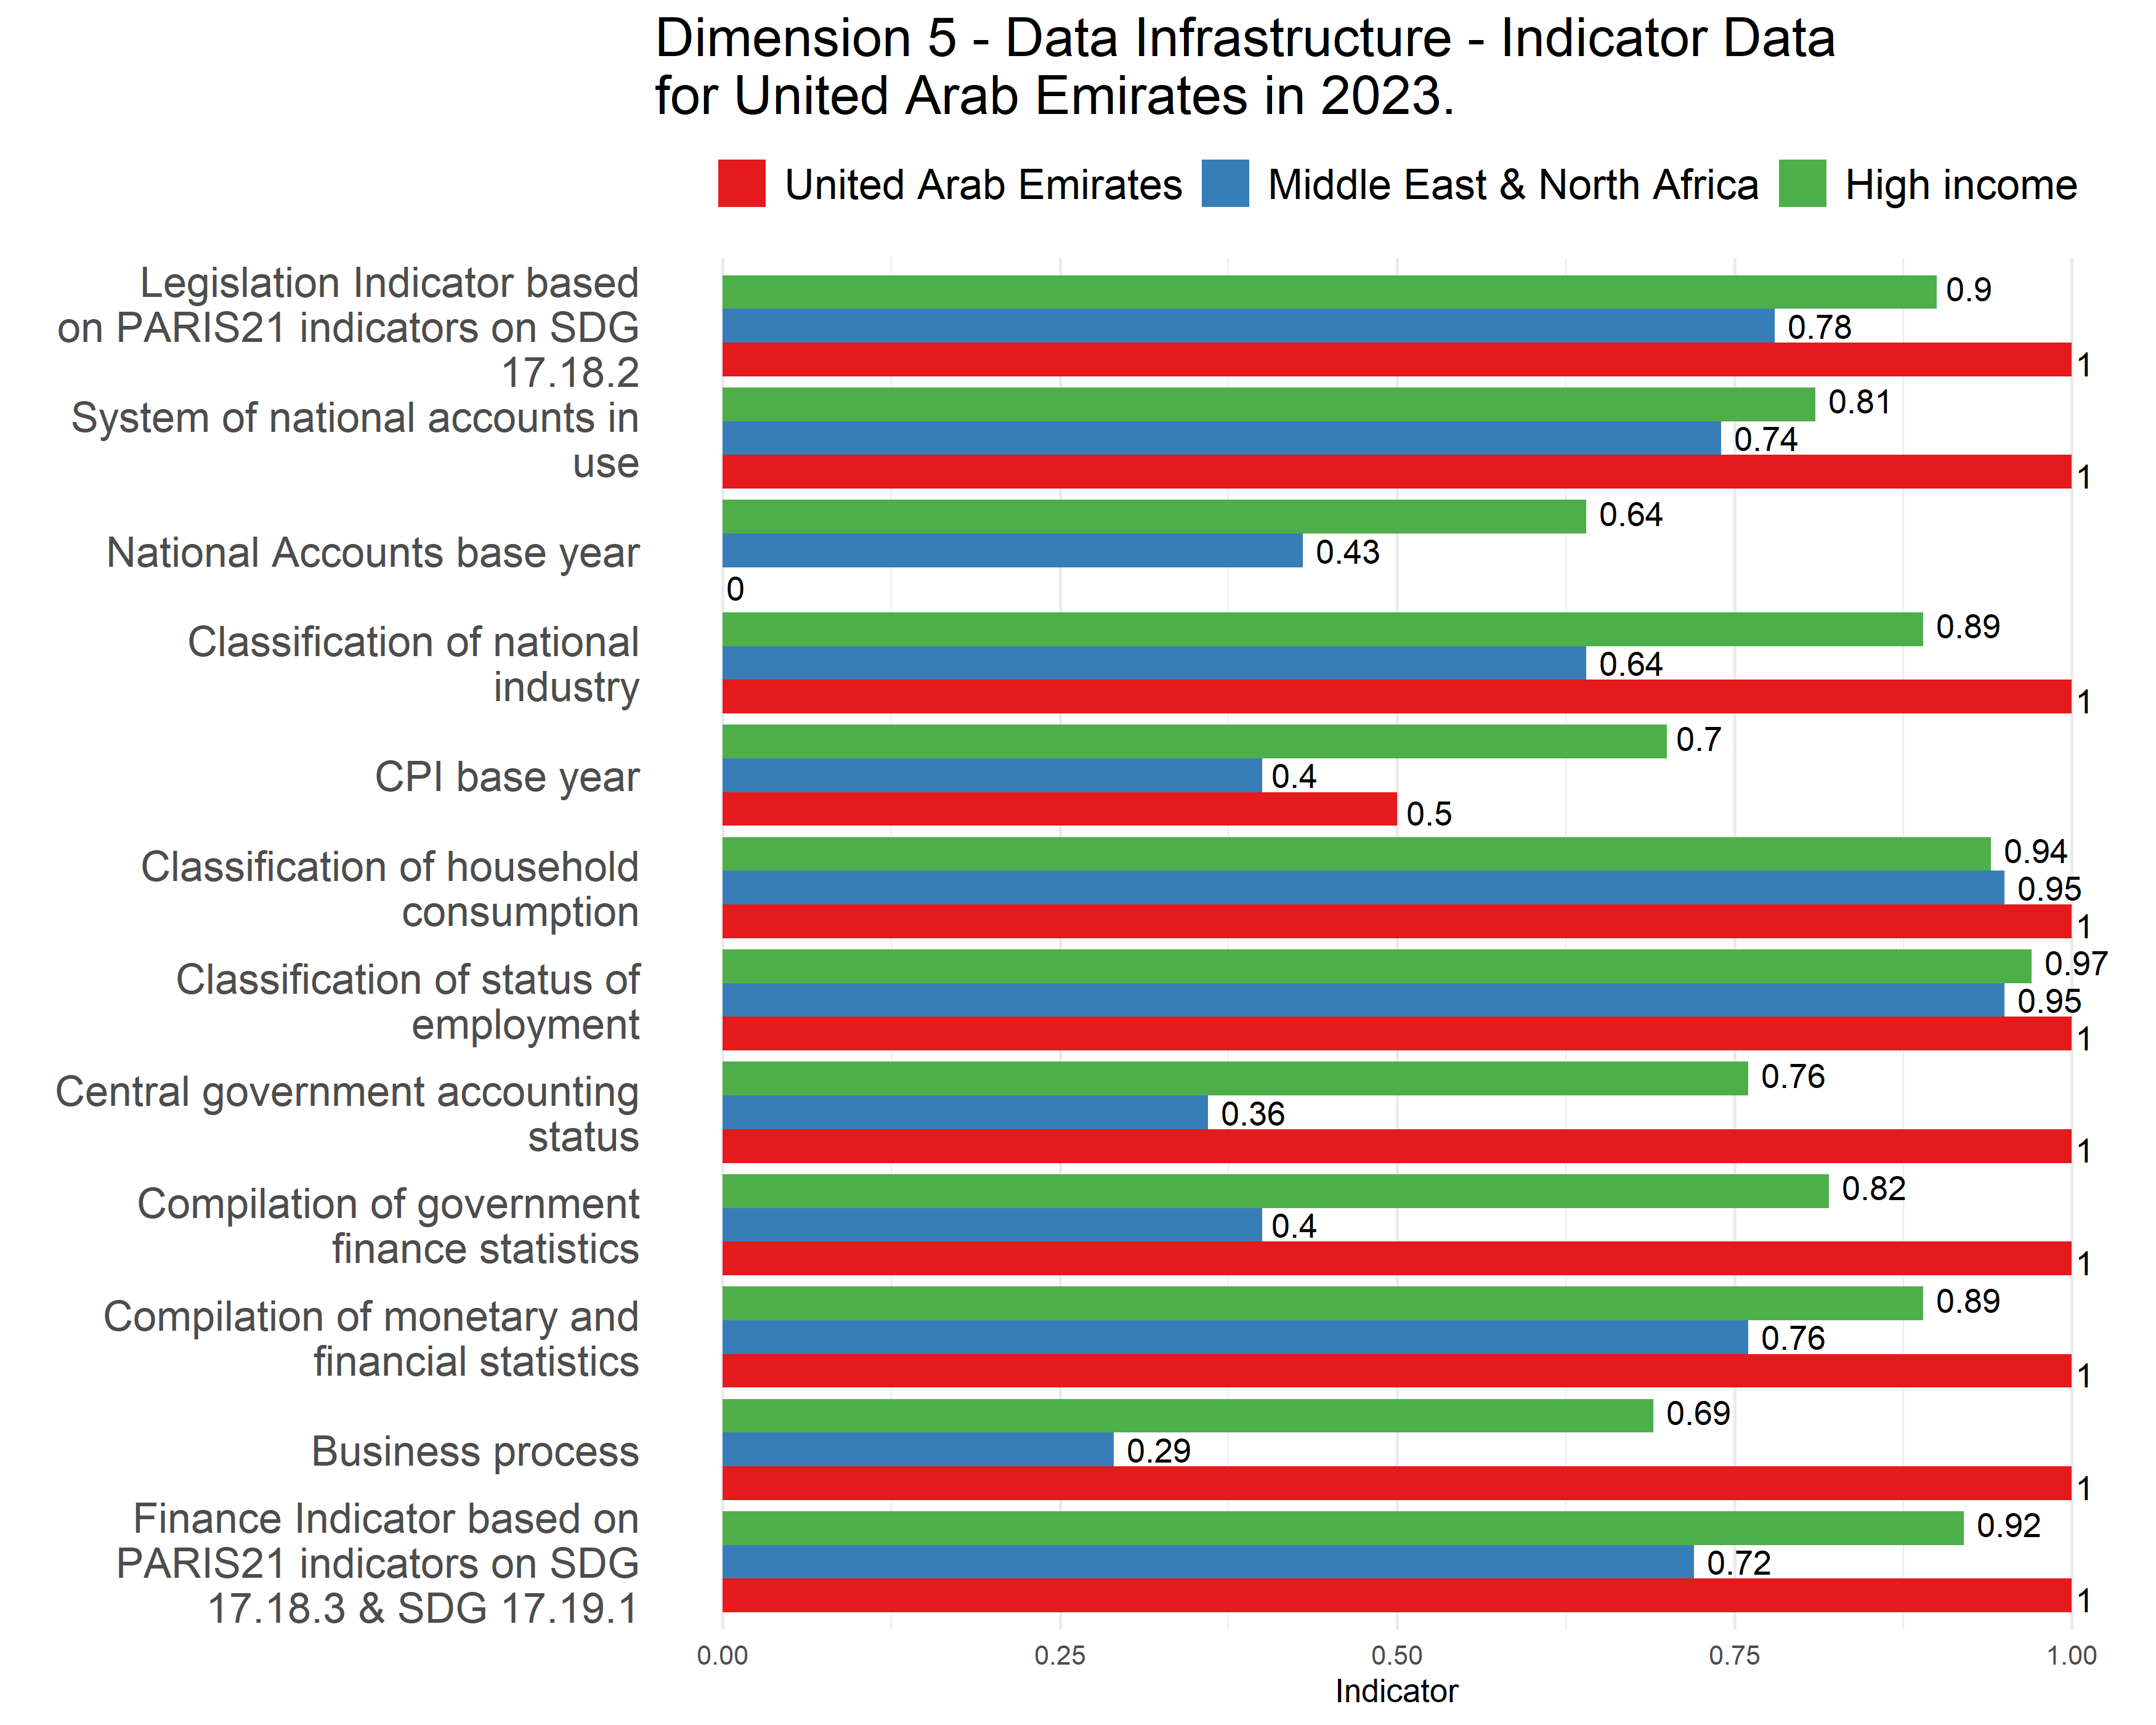 Dimension 5 - Data Infrastructure - Indicator Data
for United Arab Emirates in 2023.
United Arab Emirates
Middle East & North Africa
High income
Legislation Indicator based
on PARIS21 indicators on SDG
17.18.2
0.9
0.78
1
System of national accounts in
use
0.81
0.74
1
National Accounts base year
0.64
0.43
0
Classification of national
industry
0.89
0.64
1
CPI base year
0.7
0.4
0.5
Classification of household
consumption
0.94
0.95
1
Classification of status of
employment
0.97
0.95
1
Central government accounting
status
0.76
0.36
1
Compilation of government
finance statistics
0.82
0.4
1
Compilation of monetary and
financial statistics
0.89
0.76
1
Business process
0.69
0.29
1
Finance Indicator based on
PARIS21 indicators on SDG
17.18.3 & SDG 17.19.1
0.92
0.72
1
0.00
0.25
0.50
0.75
1.00
Indicator